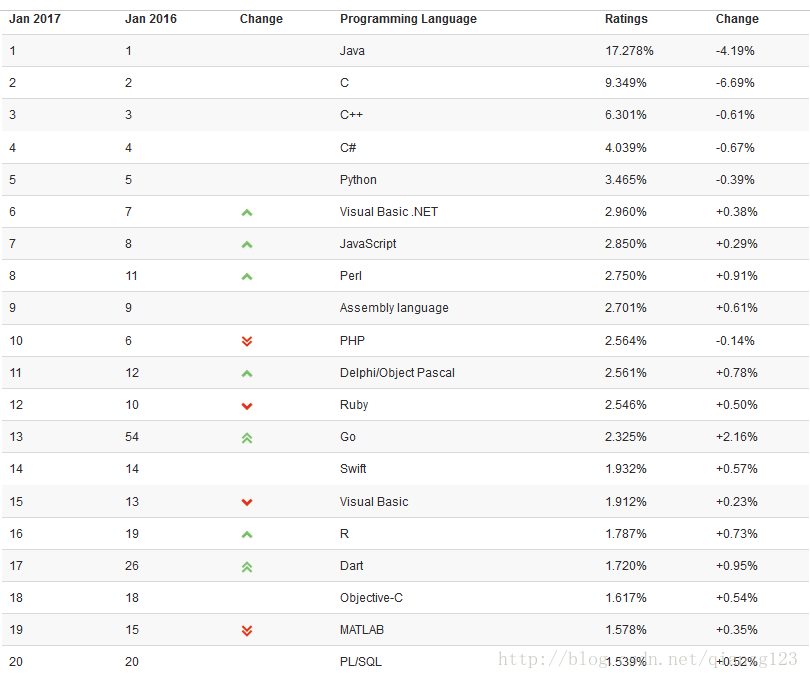 Jan 2017 Jan 2016 Change Programming Language Ratings Change
1 1 Java 17.278% -4.19%
2 2 C 9.349% -6.69%
3 3 C++ 6.301% -0.61%
4 4 C# 4.039% -0.67%
5 5 Python 3.465% -0.39%
6 7 Visual Basic .NET 2.960% +0.38%
7 8 JavaScript 2.850% +0.29%
8 11 Perl 2.750% +0.91%
9 9 Assembly language 2.701% +0.61%
10 6 PHP 2.564% -0.14%
11 12 Delphi/Object Pascal 2.561% +0.78%
12 10 Ruby 2.546% +0.50%
13 54 Go 2.325% +2.16%
14 14 Swift 1.932% +0.57%
15 13 Visual Basic 1.912% +0.23%
16 19 R 1.787% +0.73%
17 26 Dart 1.720% +0.95%
18 18 Objective-C 1.617% +0.54%
19 15 MATLAB 1.578% +0.35%
20 20 PL/SQL 1.539% +0.52%